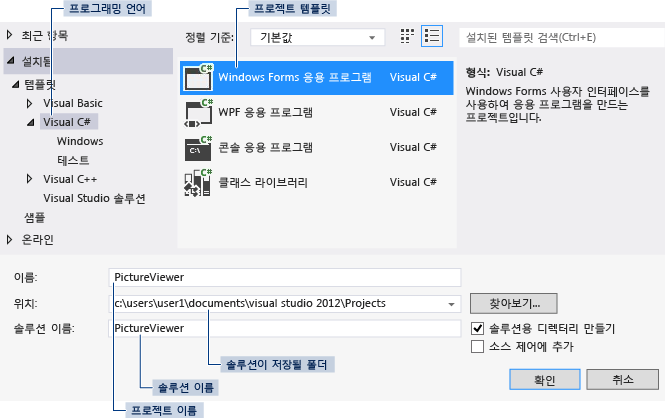 프로그래밍 언어
프로젝트 템플릿
최근 항목
정렬 기준:
기본값
설치된 템플릿 검색(Ctrl+E)
설치됨
템플릿
Visual Basic
Visual C#
Windows
테스트
Visual C++
Visual Studio 솔루션
샘플
온라인
C#
Windows Forms 응용 프로그램
Visual C#
C#
WPF 응용 프로그램
Visual C#
C#
C:\
콘솔 응용 프로그램
Visual C#
C#
클래스 라이브러리
Visual C#
형식: Visual C#
Windows Forms 사용자 인터페이스를
사용하여 응용 프로그램을 만드는
프로젝트입니다.
이름:
PictureViewer
위치:
c:\users\user1\documents\visual studio 2012\Projects
찾아보기...
솔루션 이름:
PictureViewer
솔루션용 디렉터리 만들기
소스 제어에 추가
솔루션이 저장될 폴더
솔루션 이름
프로젝트 이름
확인
취소